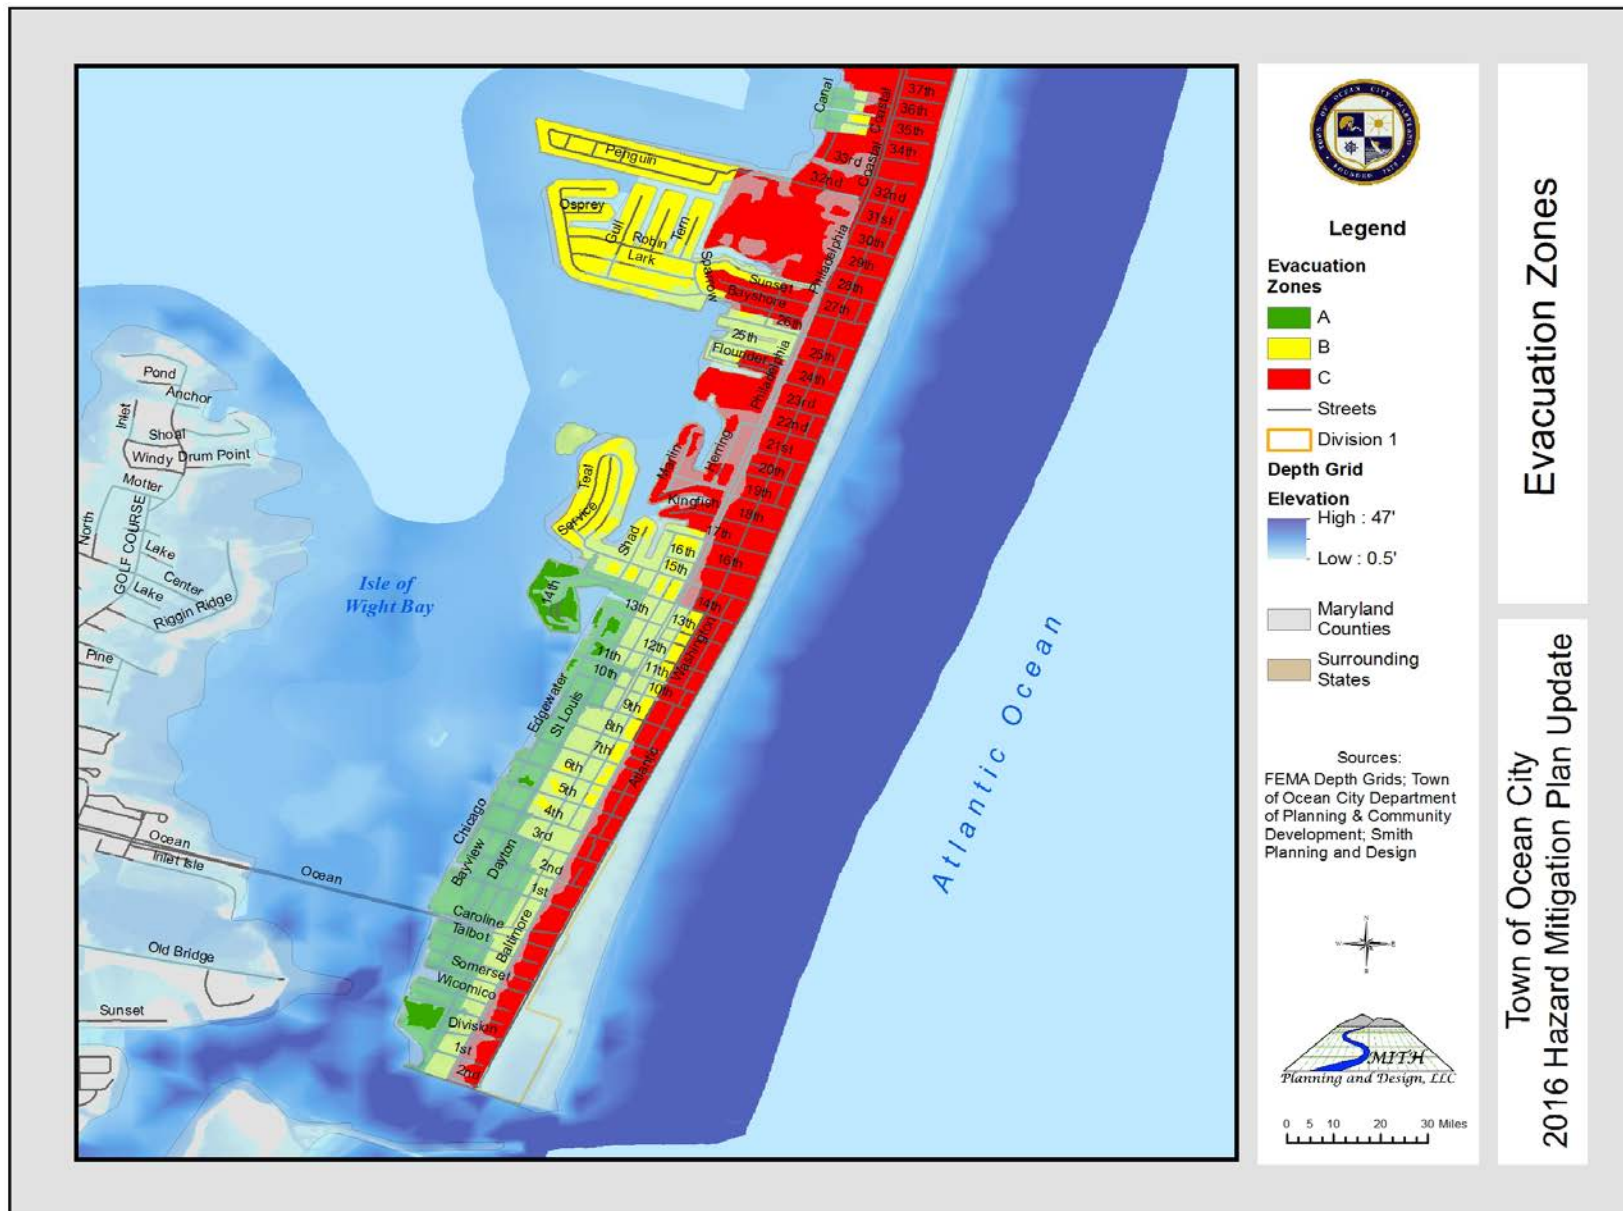 Canal
Coastal
37th
36th
35th
34th
33rd
Coastal
32nd
32nd
31st
30th
29th
28th
27th
Penguin
Osprey
Gull
Robin
Tern
Lark
Sparrow
Sunset
Bayshore
Philadelphia
26th
25th
Flounder
Philadelphia
25th
24th
23rd
22nd
21st
20th
19th
18th
17th
16th
Marlin
Herring
Kingfish
Teal
Service
Shad
16th
15th
14th
14th
13th
13th
12th
11th
11th
10th
10th
9th
8th
7th
6th
5th
4th
3rd
2nd
1st
Washington
Edgewater
St Louis
Atlantic
Chicago
Bayview
Dayton
Caroline
Talbot
Baltimore
Somerset
Wicomico
Division
1st
2nd
Pond
Anchor
Inlet
Shoal
Windy
Drum Point
Motter
North
GOLF COURSE
Lake
Center
Lake
Riggin Ridge
Pine
Isle of
Wight Bay
Ocean
Inlet Isle
Ocean
Old Bridge
Sunset
Atlantic Ocean
TOWN OF OCEAN CITY MARYLAND
Legend
Evacuation
Zones
A
B
C
Streets
Division 1
Depth Grid
Elevation
High : 47'
Low : 0.5'
Maryland
Counties
Surrounding
States
Sources:
FEMA Depth Grids; Town
of Ocean City Department
of Planning & Community
Development; Smith
Planning and Design
N
W
E
S
SMITH
Planning and Design, LLC
0 5 10 20 30 Miles
Evacuation Zones
Town of Ocean City
2016 Hazard Mitigation Plan Update